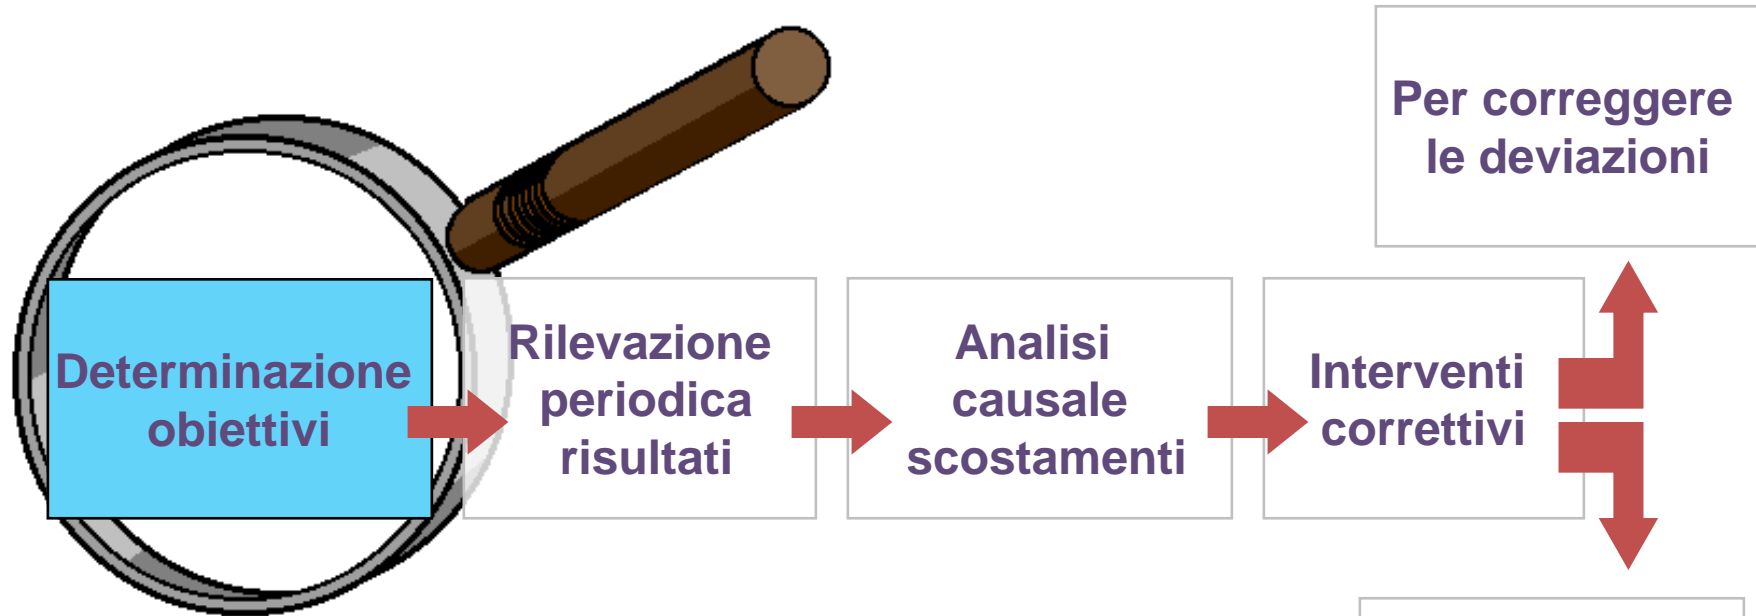 Per correggere
le deviazioni
Determinazione
obiettivi
Rilevazione
periodica
risultati
Analisi
causale
scostamenti
Interventi
correttivi